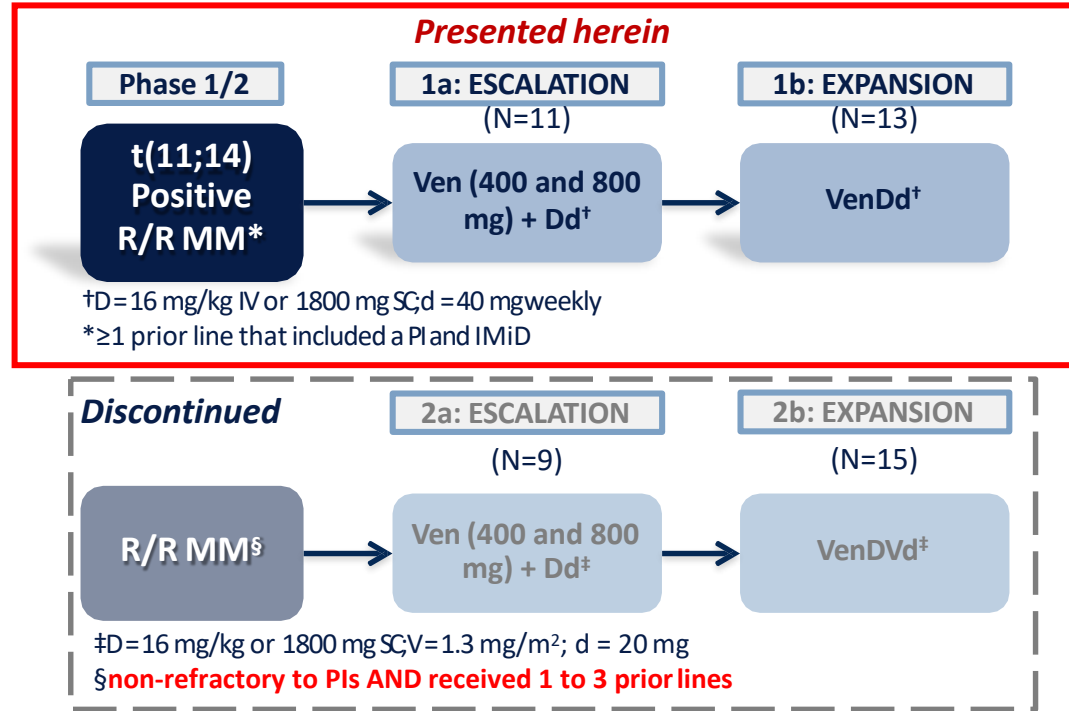 Presented herein
Phase 1/2
1a: ESCALATION
(N=11)
1b: EXPANSION
(N=13)
t(11;14)
Positive
R/R MM*
Ven (400 and 800
mg) + Dd†
VenDd†
†D=16 mg/kg IV or 1800 mg SC;d =40 mgweekly
*≥1 prior line that included a PI and IMiD
Discontinued
2a: ESCALATION
(N=9)
2b: EXPANSION
(N=15)
R/R MM§
Ven (400 and 800
mg) + Dd‡
VenDVd‡
‡D=16 mg/kg or 1800 mg SC;V=1.3 mg/m²; d = 20 mg
§non-refractory to PIs AND received 1 to 3 prior lines